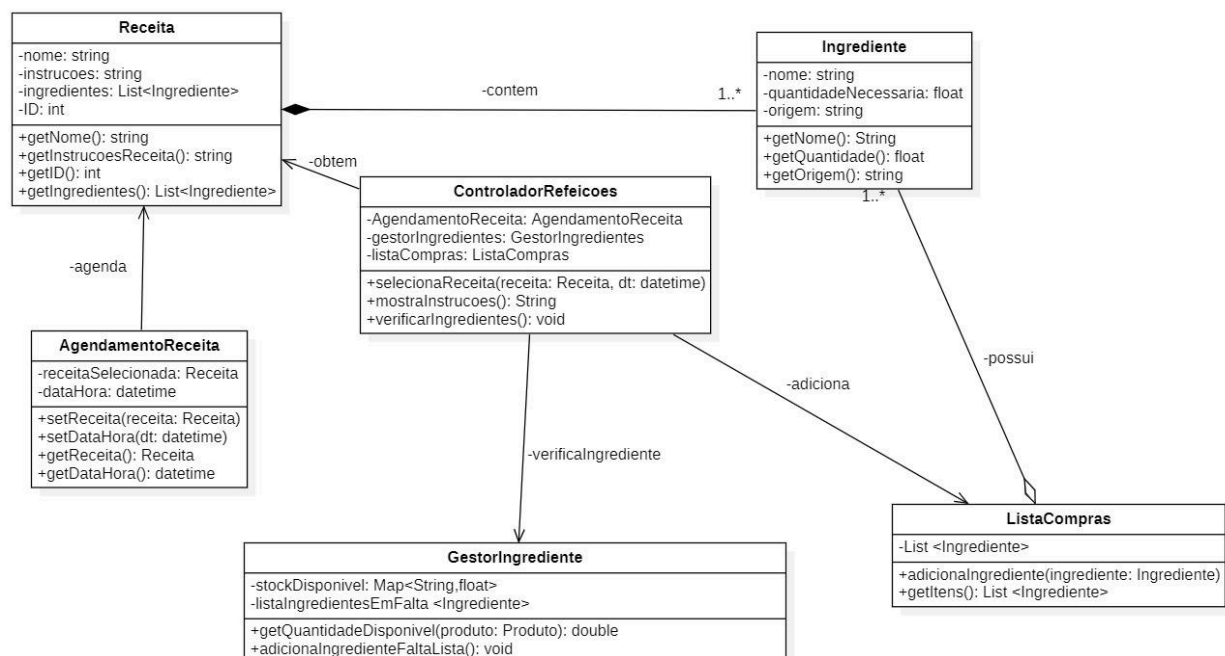 Receita
-nome: string
-instrucoes: string
-ingredientes: List<Ingrediente>
-ID: int
+getNome(): string
+getInstrucoesReceita(): string
+getID(): int
+getIngredientes(): List<Ingrediente>
-contem
1..*
Ingrediente
-nome: string
-quantidadeNecessaria: float
-origem: string
+getNome(): String
+getQuantidade(): float
+getOrigem(): string
1..*
-obtem
ControladorRefeicoes
-AgendamentoReceita: AgendamentoReceita
-gestorIngredientes: GestorIngredientes
-listaCompras: ListaCompras
+selecionaReceita(receita: Receita, dt: datetime)
+mostraInstrucoes(): String
+verificarIngredientes(): void
-agenda
AgendamentoReceita
-receitaSelecionada: Receita
-dataHora: datetime
+setReceita(receita: Receita)
+setDataHora(dt: datetime)
+getReceita(): Receita
+getDataHora(): datetime
-possui
-adiciona
-verificaIngrediente
ListaCompras
-List <Ingrediente>
+adicionaIngrediente(ingrediente: Ingrediente)
+getItens(): List <Ingrediente>
GestorIngrediente
-stockDisponivel: Map<String,float>
-listaIngredientesEmFalta <Ingrediente>
+getQuantidadeDisponivel(produto: Produto): double
+adicionaIngredienteFaltaLista(): void